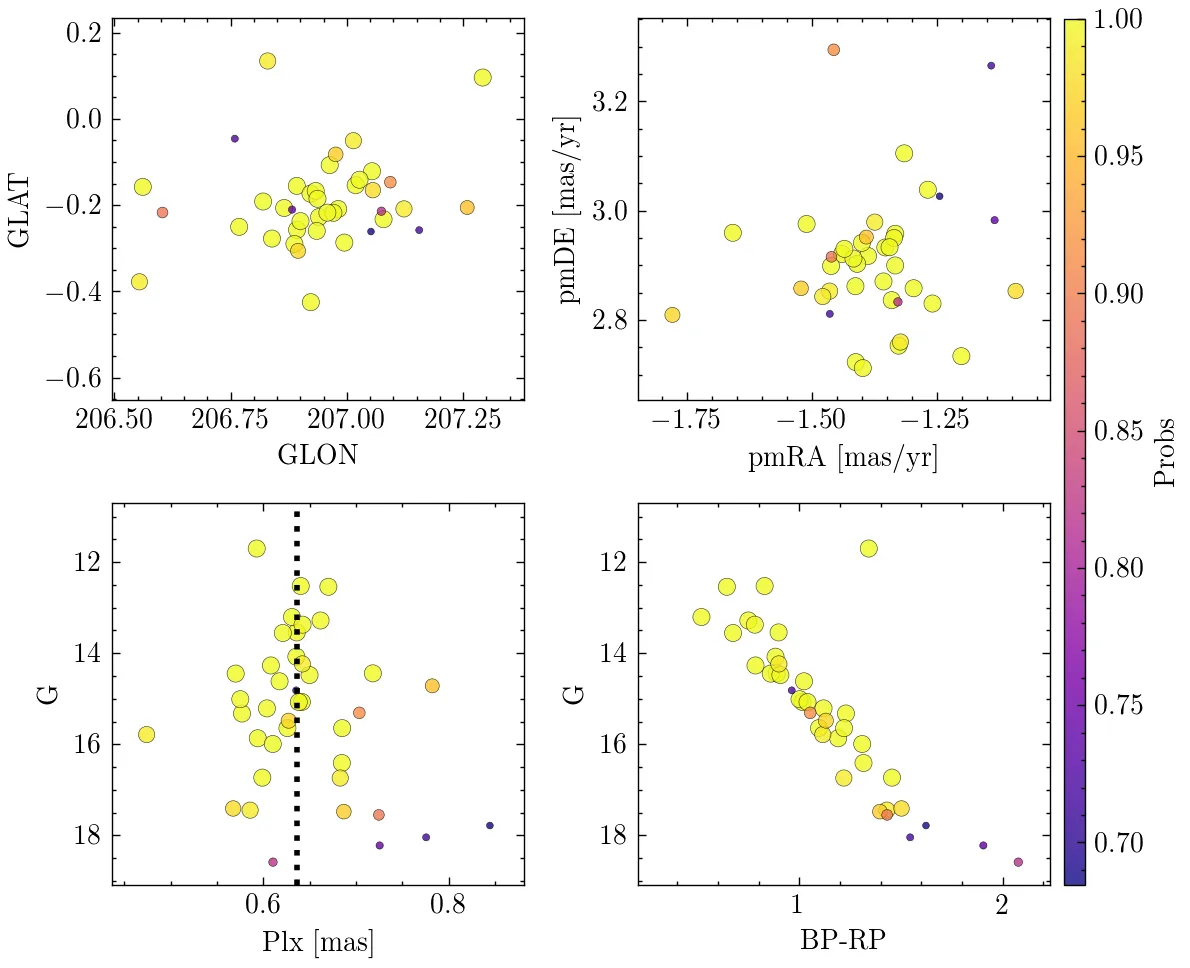 0.2
0.0
−0.2
−0.4
−0.6
GLAT
206.50 206.75 207.00 207.25
GLON
3.2
3.0
2.8
pmDE [mas/yr]
−1.75 −1.50 −1.25
pmRA [mas/yr]
12
14
16
18
G
0.6 0.8
Plx [mas]
12
14
16
18
G
1 2
BP-RP
1.00
0.95
0.90
0.85
0.80
0.75
0.70
Probs